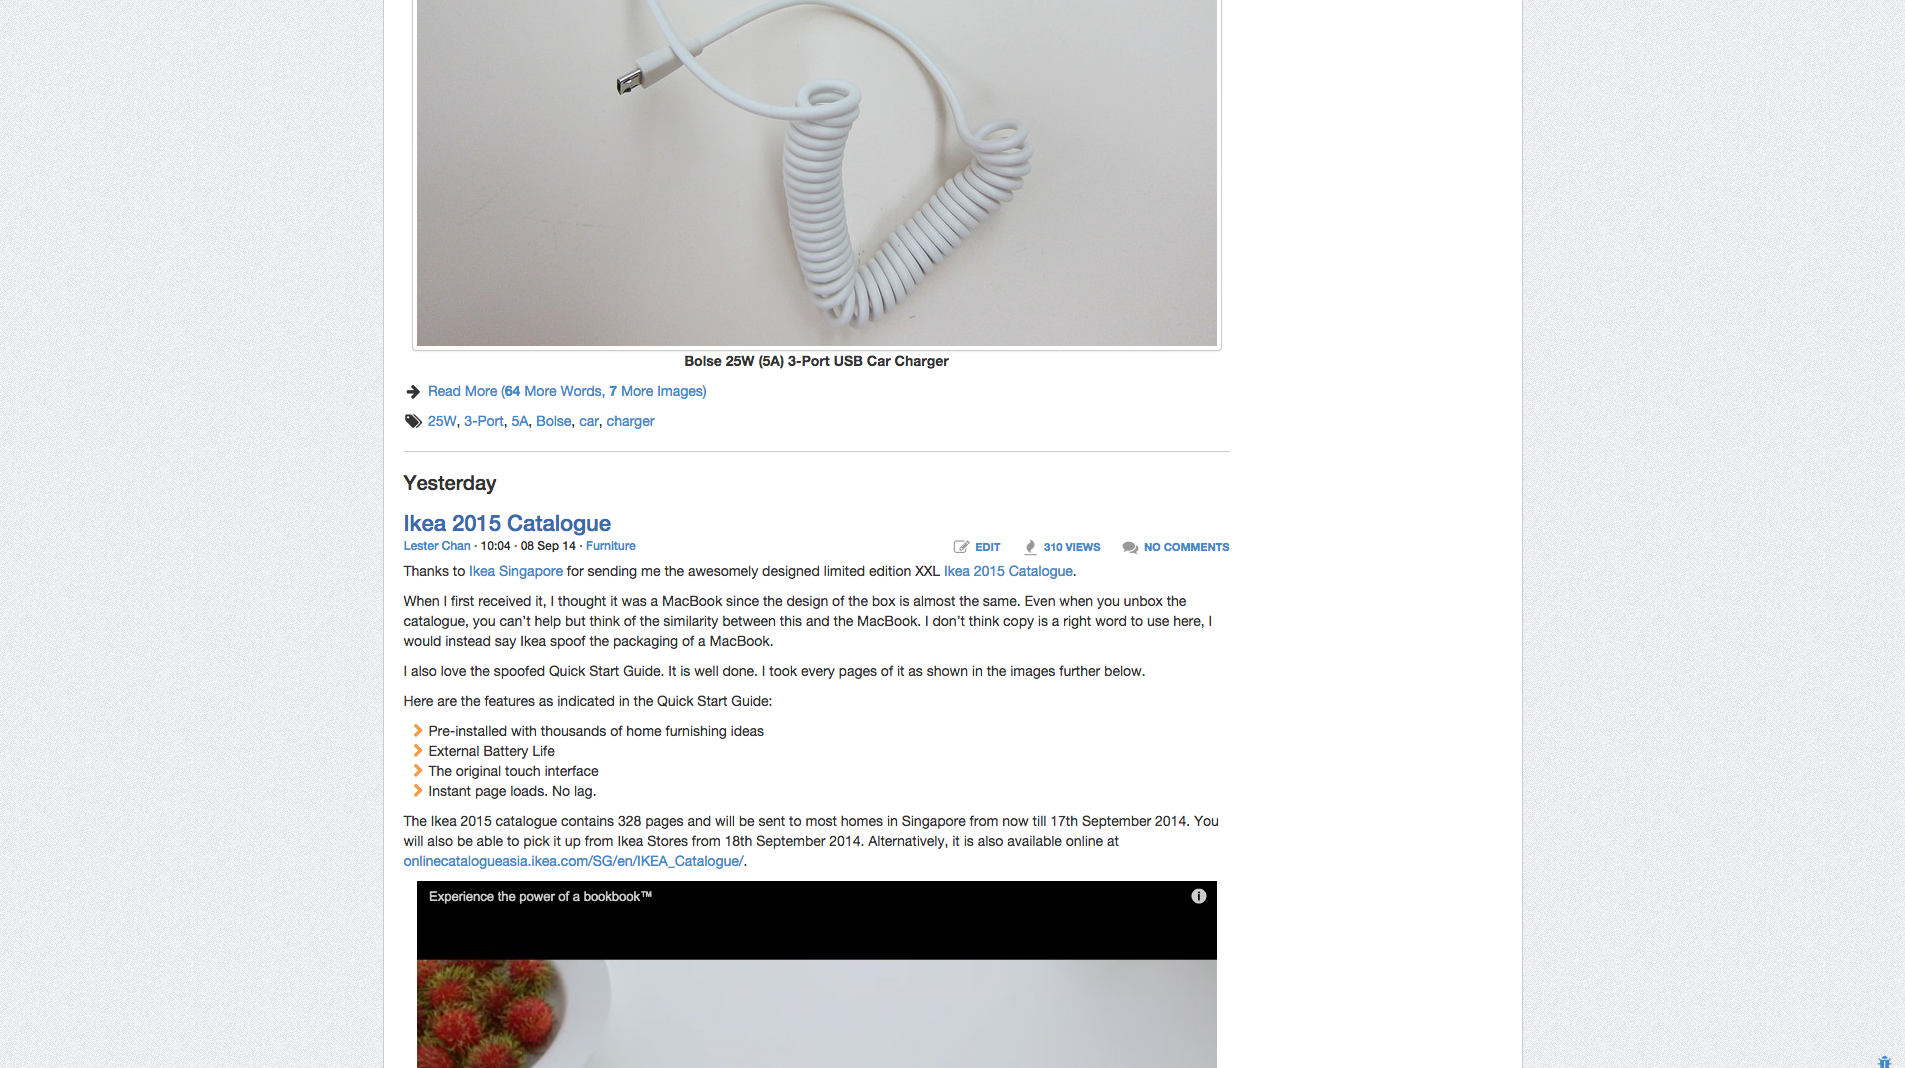 Bolse 25W (5A) 3-Port USB Car Charger
Read More (64 More Words, 7 More Images)
25W, 3-Port, 5A, Bolse, car, charger
Yesterday
Ikea 2015 Catalogue
Lester Chan · 10:04 · 08 Sep 14 · Furniture
EDIT 310 VIEWS NO COMMENTS
Thanks to Ikea Singapore for sending me the awesomely designed limited edition XXL Ikea 2015 Catalogue.
When I first received it, I thought it was a MacBook since the design of the box is almost the same. Even when you unbox the
catalogue, you can’t help but think of the similarity between this and the MacBook. I don’t think copy is a right word to use here, I
would instead say Ikea spoof the packaging of a MacBook.
I also love the spoofed Quick Start Guide. It is well done. I took every pages of it as shown in the images further below.
Here are the features as indicated in the Quick Start Guide:
Pre-installed with thousands of home furnishing ideas
External Battery Life
The original touch interface
Instant page loads. No lag.
The Ikea 2015 catalogue contains 328 pages and will be sent to most homes in Singapore from now till 17th September 2014. You
will also be able to pick it up from Ikea Stores from 18th September 2014. Alternatively, it is also available online at
onlinecatalogueasia.ikea.com/SG/en/IKEA_Catalogue/.
Experience the power of a bookbook™